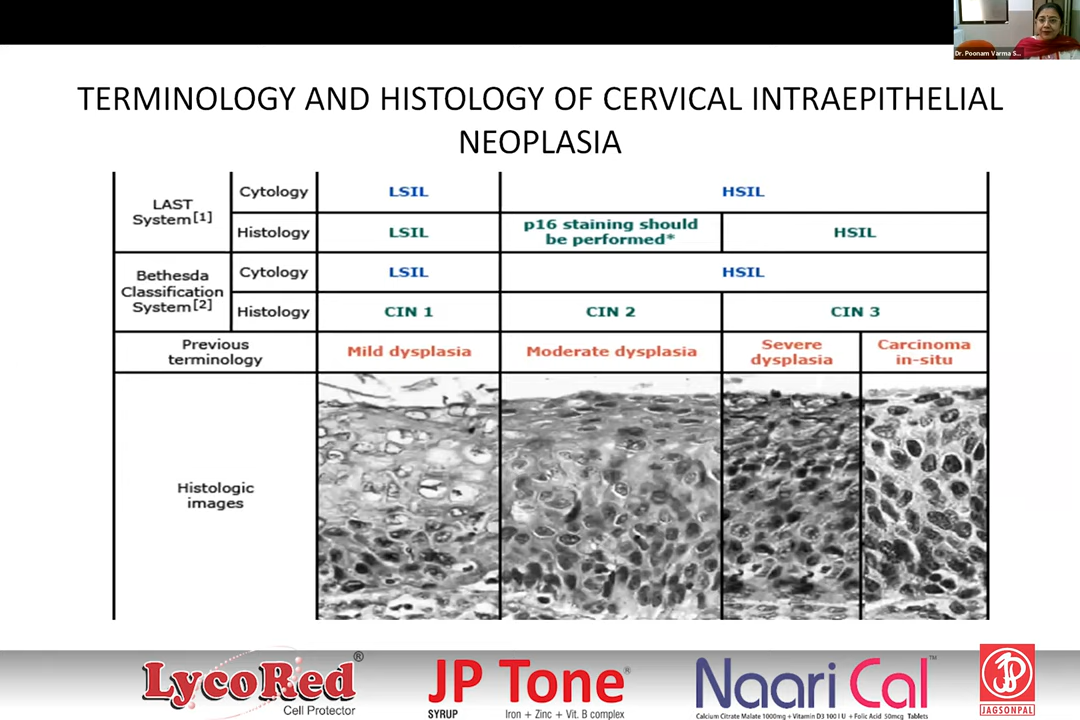 Dr. Poonam Varma S...
TERMINOLOGY AND HISTOLOGY OF CERVICAL INTRAEPITHELIAL
NEOPLASIA
LAST
System[1]
Cytology
LSIL
HSIL
Histology
LSIL
p16 staining should
be performed*
HSIL
Bethesda
Classification
System[2]
Cytology
LSIL
HSIL
Histology
CIN 1
CIN 2
CIN 3
Previous
terminology
Mild dysplasia
Moderate dysplasia
Severe
dysplasia
Carcinoma
in-situ
Histologic
images
LycoRed®
Cell Protector
JP Tone®
SYRUP
Iron + Zinc + Vit. B complex
Naari Cal™
Calcium Citrate Malate 1000mg + Vitamin D3 100 I U + Folic Acid 50mcg Tablets
JP
JAGSONPAL